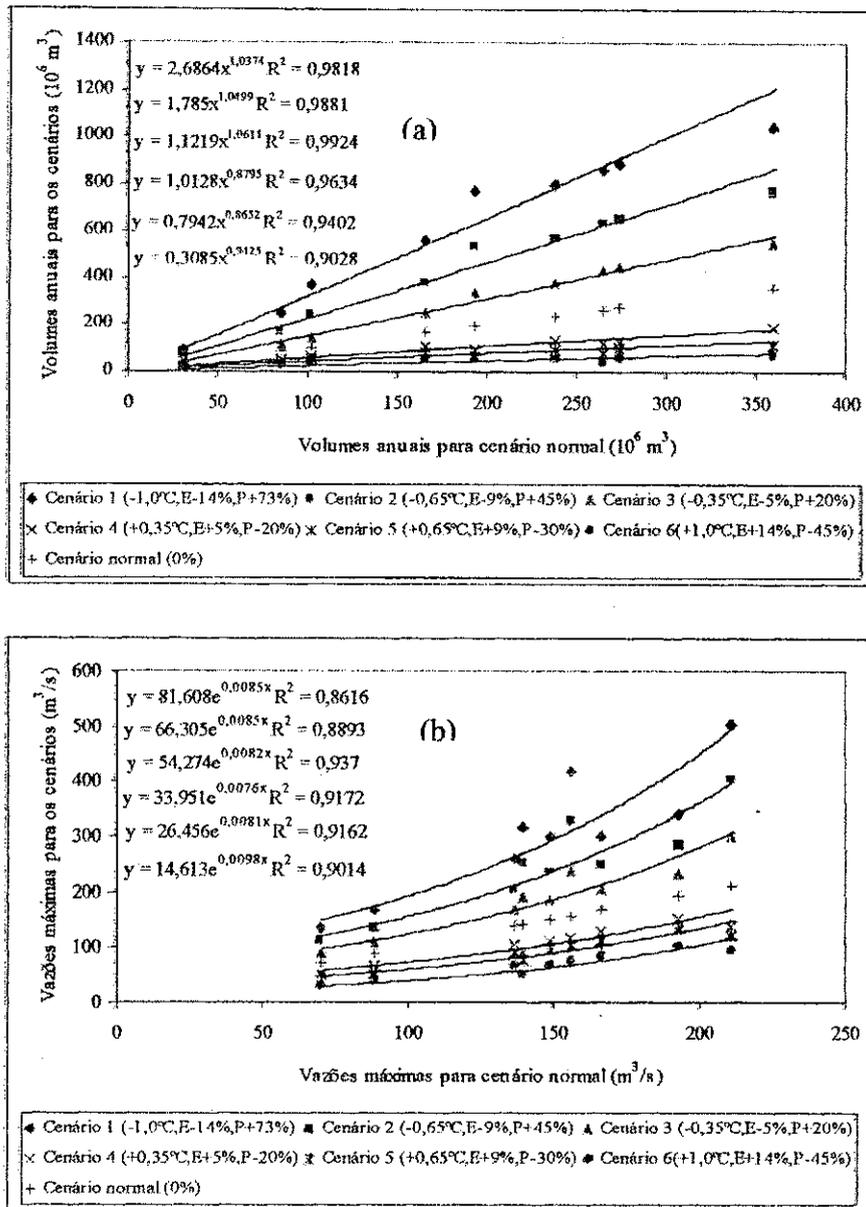 1400
1200
1000
800
600
400
200
0
Volumes anuais para os cenários (10⁶ m³)
y = 2,6864x^1,0374 R² = 0,9818
y = 1,785x^1,0499 R² = 0,9881
y = 1,1219x^1,0611 R² = 0,9924
y = 1,0128x^0,8795 R² = 0,9634
y = 0,7942x^0,8652 R² = 0,9402
y = 0,3085x^0,9425 R² = 0,9028
(a)
0 50 100 150 200 250 300 350 400
Volumes anuais para cenário normal (10⁶ m³)
Cenário 1 (-1,0ºC,E-14%,P+73%) Cenário 2 (-0,65ºC,E-9%,P+45%) Cenário 3 (-0,35ºC,E-5%,P+20%)
Cenário 4 (+0,35ºC,E+5%,P-20%) Cenário 5 (+0,65ºC,E+9%,P-30%) Cenário 6(+1,0ºC,E+14%,P-45%)
+ Cenário normal (0%)
600
500
400
300
200
100
0
Vazões máximas para os cenários (m³/s)
y = 81,608e^0,0085x R² = 0,8616
y = 66,305e^0,0085x R² = 0,8893
y = 54,274e^0,0082x R² = 0,937
y = 33,951e^0,0076x R² = 0,9172
y = 26,456e^0,0081x R² = 0,9162
y = 14,613e^0,0098x R² = 0,9014
(b)
0 50 100 150 200 250
Vazões máximas para cenário normal (m³/s)
Cenário 1 (-1,0ºC,E-14%,P+73%) Cenário 2 (-0,65ºC,E-9%,P+45%) Cenário 3 (-0,35ºC,E-5%,P+20%)
Cenário 4 (+0,35ºC,E+5%,P-20%) Cenário 5 (+0,65ºC,E+9%,P-30%) Cenário 6(+1,0ºC,E+14%,P-45%)
+ Cenário normal (0%)